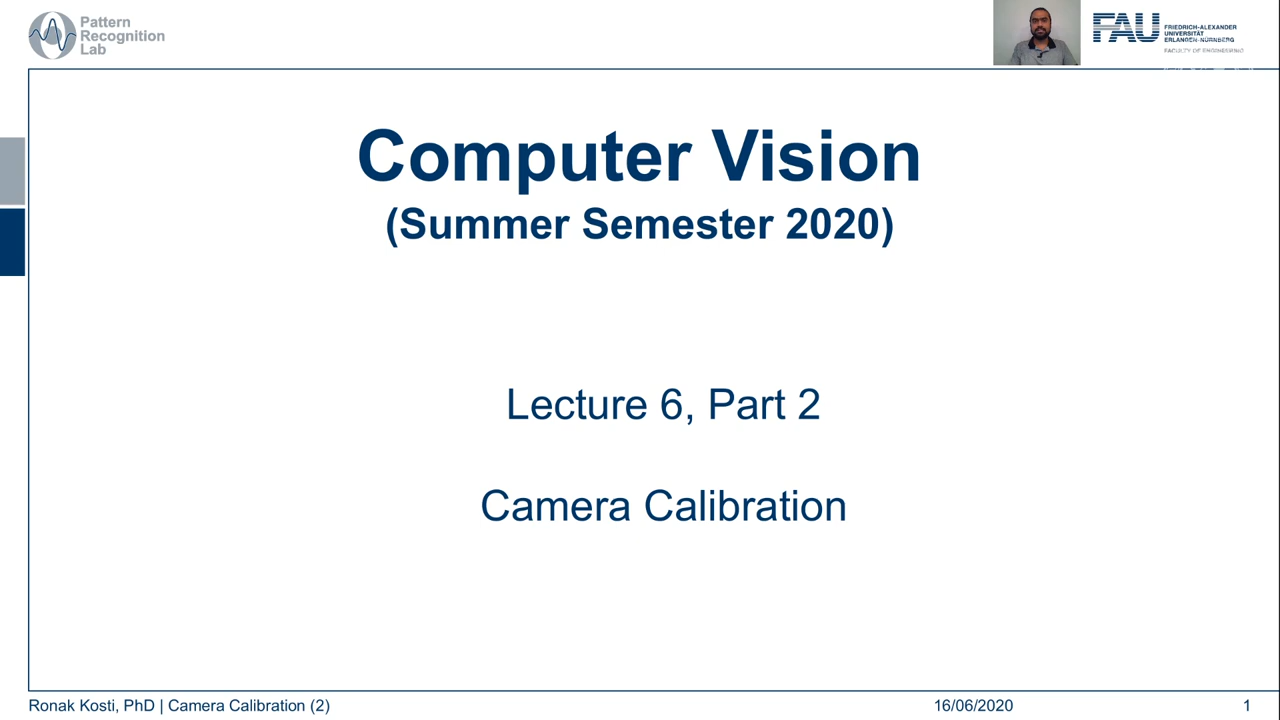 Pattern
Recognition
Lab
FAU
FRIEDRICH-ALEXANDER
UNIVERSITÄT
ERLANGEN-NÜRNBERG
FACULTY OF ENGINEERING
Computer Vision
(Summer Semester 2020)
Lecture 6, Part 2
Camera Calibration
Ronak Kosti, PhD | Camera Calibration (2)
16/06/2020
1